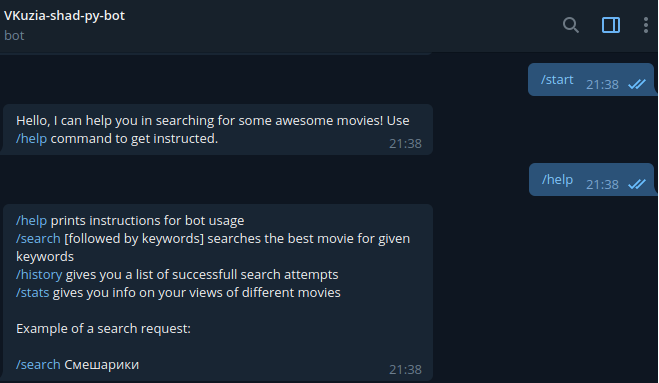 VKuzia-shad-py-bot
bot
/start 21:38
Hello, I can help you in searching for some awesome movies! Use
/help command to get instructed.
21:38
/help 21:38
/help prints instructions for bot usage
/search [followed by keywords] searches the best movie for given
keywords
/history gives you a list of successfull search attempts
/stats gives you info on your views of different movies
Example of a search request:
/search Смешарики
21:38